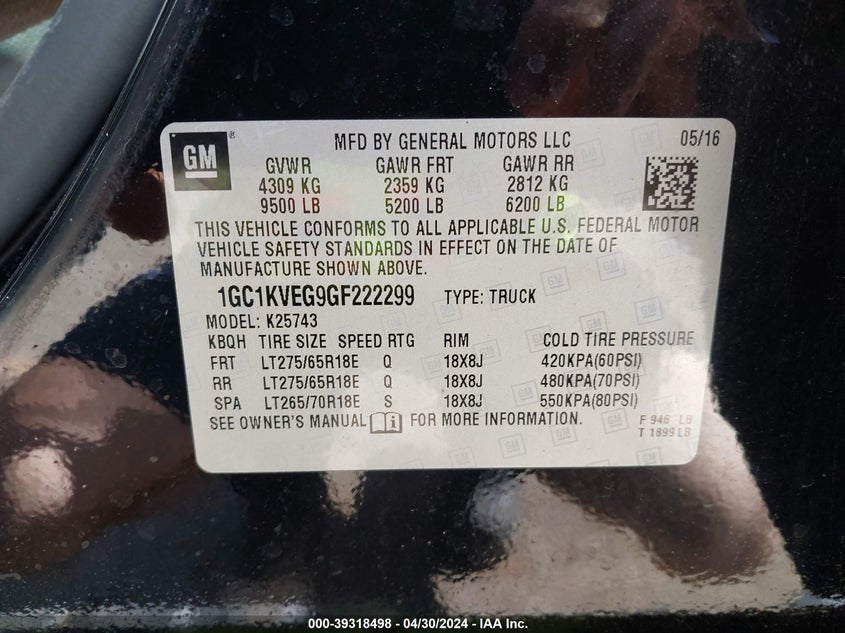 GM ®
MFD BY GENERAL MOTORS LLC 05/16
GVWR GAWR FRT GAWR RR
4309 KG 2359 KG 2812 KG
9500 LB 5200 LB 6200 LB
THIS VEHICLE CONFORMS TO ALL APPLICABLE U.S. FEDERAL MOTOR
VEHICLE SAFETY STANDARDS IN EFFECT ON THE DATE OF
MANUFACTURE SHOWN ABOVE.
1GC1KVEG9GF222299 TYPE: TRUCK
MODEL: K25743
KBQH TIRE SIZE SPEED RTG RIM COLD TIRE PRESSURE
FRT LT275/65R18E Q 18X8J 420KPA(60PSI)
RR LT275/65R18E Q 18X8J 480KPA(70PSI)
SPA LT265/70R18E S 18X8J 550KPA(80PSI)
SEE OWNER'S MANUAL FOR MORE INFORMATION.
F 946 LB
T 1899 LB
000-39318498 - 04/30/2024 - IAA Inc.